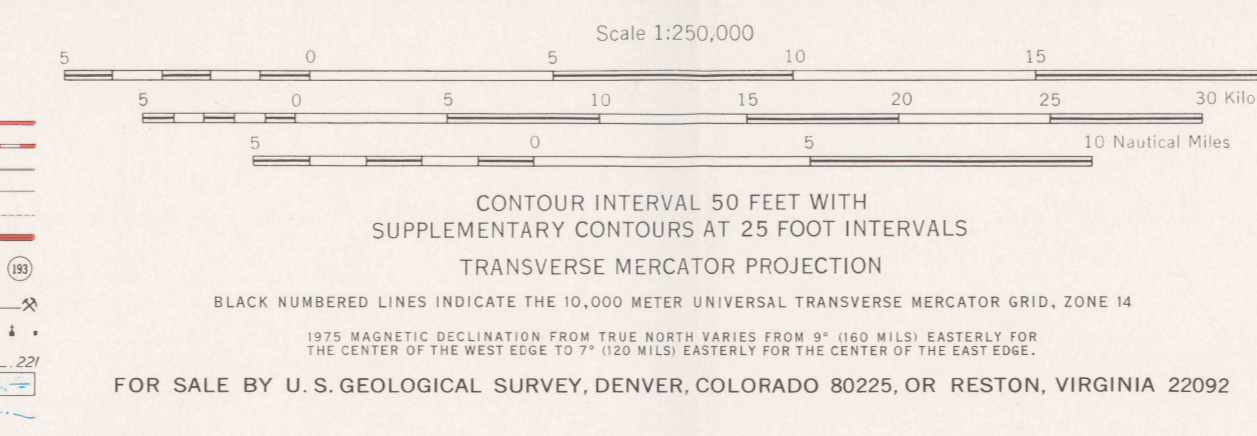 Scale 1:250,000
5 0 5 10 15
5 0 5 10 15 20 25 30 Kilo
5 0 5 10 Nautical Miles
CONTOUR INTERVAL 50 FEET WITH
SUPPLEMENTARY CONTOURS AT 25 FOOT INTERVALS
TRANSVERSE MERCATOR PROJECTION
193
BLACK NUMBERED LINES INDICATE THE 10,000 METER UNIVERSAL TRANSVERSE MERCATOR GRID, ZONE 14
1975 MAGNETIC DECLINATION FROM TRUE NORTH VARIES FROM 9° (160 MILS) EASTERLY FOR
THE CENTER OF THE WEST EDGE TO 7° (120 MILS) EASTERLY FOR THE CENTER OF THE EAST EDGE.
221
FOR SALE BY U. S. GEOLOGICAL SURVEY, DENVER, COLORADO 80225, OR RESTON, VIRGINIA 22092